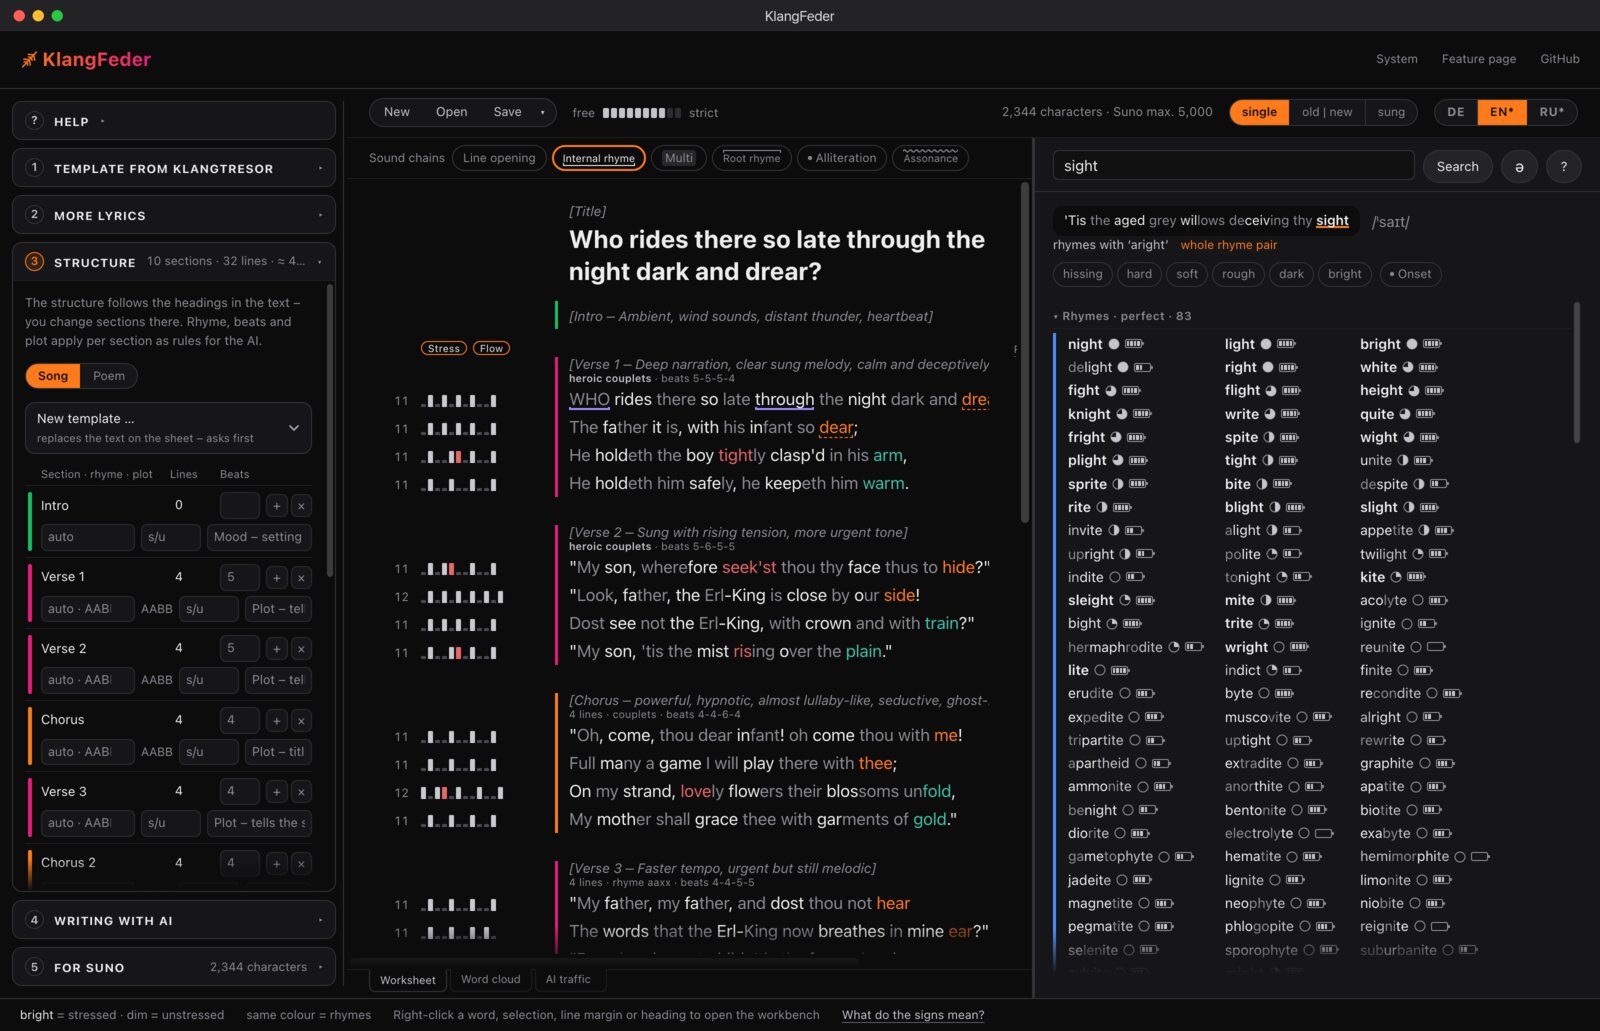 KlangFeder
KlangFeder
System Feature page GitHub
? HELP
1 TEMPLATE FROM KLANGTRESOR
2 MORE LYRICS
3 STRUCTURE 10 sections · 32 lines · ≈ 4...
The structure follows the headings in the text –
you change sections there. Rhyme, beats and
plot apply per section as rules for the AI.
Song Poem
New template ...
replaces the text on the sheet – asks first
Section · rhyme · plot Lines Beats
Intro 0 + ×
auto s/u Mood – setting
Verse 1 4 5 + ×
auto · AAB AABB s/u Plot – tell
Verse 2 4 5 + ×
auto · AAB AABB s/u Plot – tell
Chorus 4 4 + ×
auto · AAB AABB s/u Plot – titl
Verse 3 4 4 + ×
auto · AAB s/u Plot – tells the s
Chorus 2 4 4 + ×
4 WRITING WITH AI
5 FOR SUNO 2,344 characters
New Open Save free strict 2,344 characters · Suno max. 5,000 single old | new sung DE EN* RU*
Sound chains Line opening Internal rhyme Multi Root rhyme • Alliteration Assonance
[Title]
Who rides there so late through the
night dark and drear?
[Intro – Ambient, wind sounds, distant thunder, heartbeat]
Stress Flow
[Verse 1 – Deep narration, clear sung melody, calm and deceptively
heroic couplets · beats 5-5-5-4
11 WHO rides there so late through the night dark and drea
11 The father it is, with his infant so dear;
11 He holdeth the boy tightly clasp'd in his arm,
11 He holdeth him safely, he keepeth him warm.
[Verse 2 – Sung with rising tension, more urgent tone]
heroic couplets · beats 5-6-5-5
11 "My son, wherefore seek'st thou thy face thus to hide?"
12 "Look, father, the Erl-King is close by our side!
11 Dost see not the Erl-King, with crown and with train?"
11 "My son, 'tis the mist rising over the plain."
[Chorus – powerful, hypnotic, almost lullaby-like, seductive, ghost-
4 lines · couplets · beats 4-4-6-4
11 "Oh, come, thou dear infant! oh come thou with me!
11 Full many a game I will play there with thee;
12 On my strand, lovely flowers their blossoms unfold,
11 My mother shall grace thee with garments of gold."
[Verse 3 – Faster tempo, urgent but still melodic]
4 lines · rhyme aaxx · beats 4-4-5-5
11 "My father, my father, and dost thou not hear
11 The words that the Erl-King now breathes in mine ear?"
Worksheet Word cloud AI traffic
sight Search ə ?
'Tis the aged grey willows deceiving thy sight /ˈsaɪt/
rhymes with ‘aright’ whole rhyme pair
hissing hard soft rough dark bright • Onset
Rhymes · perfect · 83
night light bright
delight right white
fight flight height
knight write quite
fright spite wight
plight tight unite
sprite bite despite
rite blight slight
invite alight appetite
upright polite twilight
indite tonight kite
sleight mite acolyte
bight trite ignite
hermaphrodite wright reunite
lite indict finite
erudite byte recondite
expedite muscovite alright
tripartite uptight rewrite
apartheid extradite graphite
ammonite anorthite apatite
benight bentonite biotite
diorite electrolyte exabyte
gametophyte hematite hemimorphite
jadeite lignite limonite
magnetite neophyte niobite
pegmatite phlogopite reignite
selenite sporophyte suburbanite
bright = stressed · dim = unstressed same colour = rhymes Right-click a word, selection, line margin or heading to open the workbench What do the signs mean?